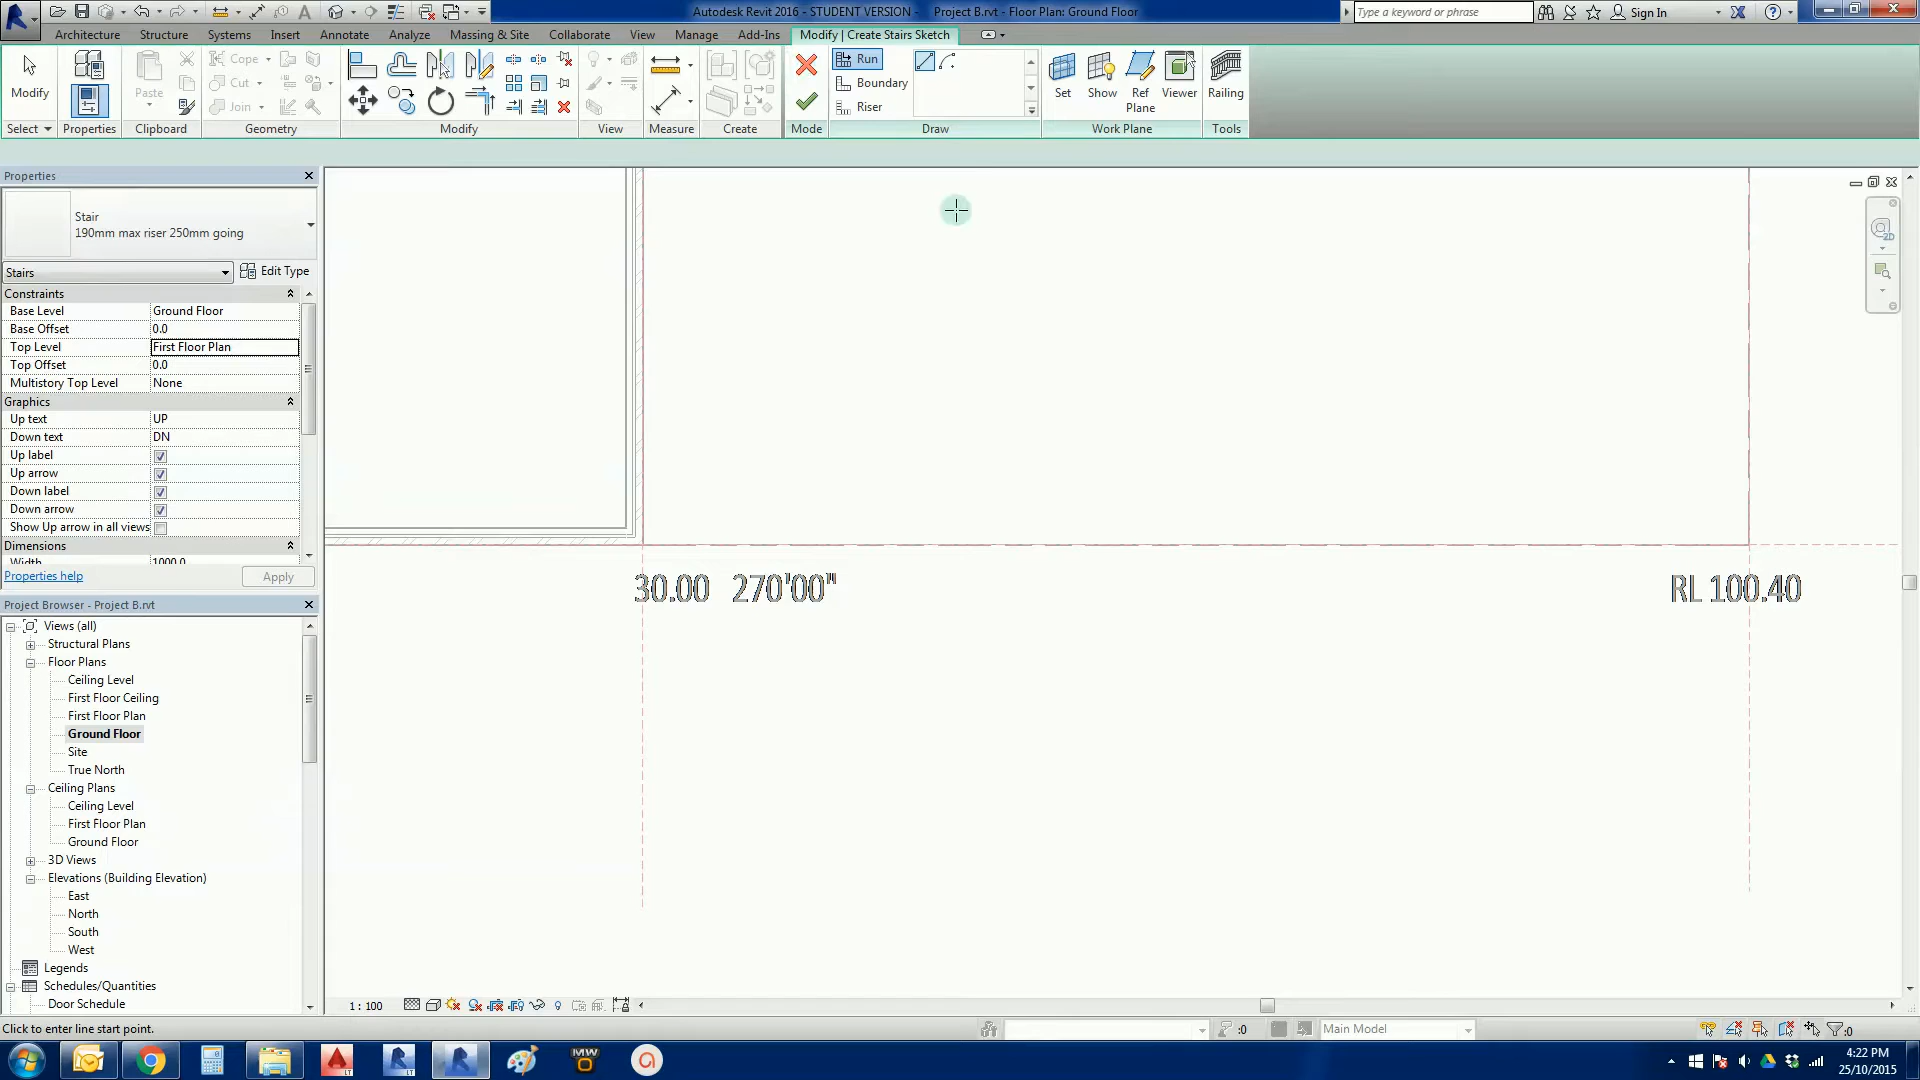 Autodesk Revit 2016 - STUDENT VERSION - Project B.rvt - Floor Plan: Ground Floor
Type a keyword or phrase
Sign In
Architecture Structure Systems Insert Annotate Analyze Massing & Site Collaborate View Manage Add-Ins Modify | Create Stairs Sketch
Modify
Paste
Cope
Cut
Join
Run
Boundary
Riser
Set
Show
Ref
Plane
Viewer
Railing
Select Properties Clipboard Geometry Modify View Measure Create Mode Draw Work Plane Tools
Properties
Stair
190mm max riser 250mm going
Stairs
Edit Type
Constraints
Base Level Ground Floor
Base Offset 0.0
Top Level First Floor Plan
Top Offset 0.0
Multistory Top Level None
Graphics
Up text UP
Down text DN
Up label
Up arrow
Down label
Down arrow
Show Up arrow in all views
Dimensions
Width 1000.0
Properties help
Apply
Project Browser - Project B.rvt
Views (all)
Structural Plans
Floor Plans
Ceiling Level
First Floor Ceiling
First Floor Plan
Ground Floor
Site
True North
Ceiling Plans
Ceiling Level
First Floor Plan
Ground Floor
3D Views
Elevations (Building Elevation)
East
North
South
West
Legends
Schedules/Quantities
Door Schedule
30.00 270'00"
RL 100.40
2D
1 : 100
Click to enter line start point.
:0
Main Model
:0
LT
LT
MW
4:22 PM
25/10/2015